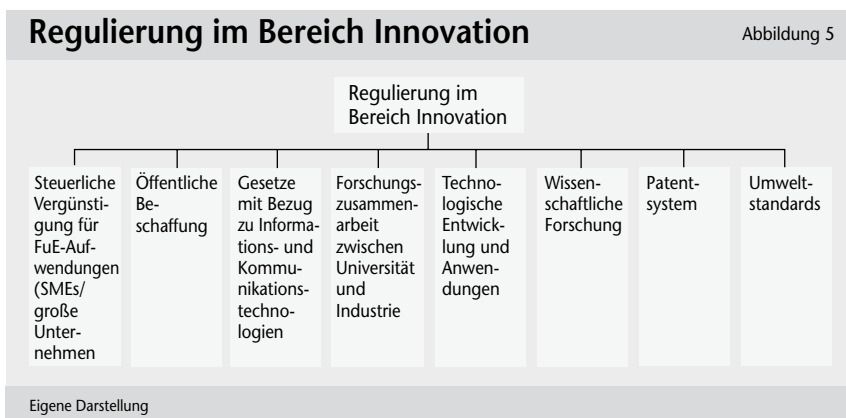 Regulierung im Bereich Innovation
Abbildung 5
Regulierung im
Bereich Innovation
Steuerliche
Vergünsti-
gung für
FuE-Auf-
wendungen
(SMEs/
große
Unter-
nehmen
Öffentliche
Be-
schaffung
Gesetze
mit Bezug
zu Informa-
tions- und
Kommu-
nikations-
techno-
logien
Forschungs-
zusammen-
arbeit
zwischen
Universität
und
Industrie
Techno-
logische
Entwick-
lung und
Anwen-
dungen
Wissen-
schaftliche
Forschung
Patent-
system
Umwelt-
standards
Eigene Darstellung